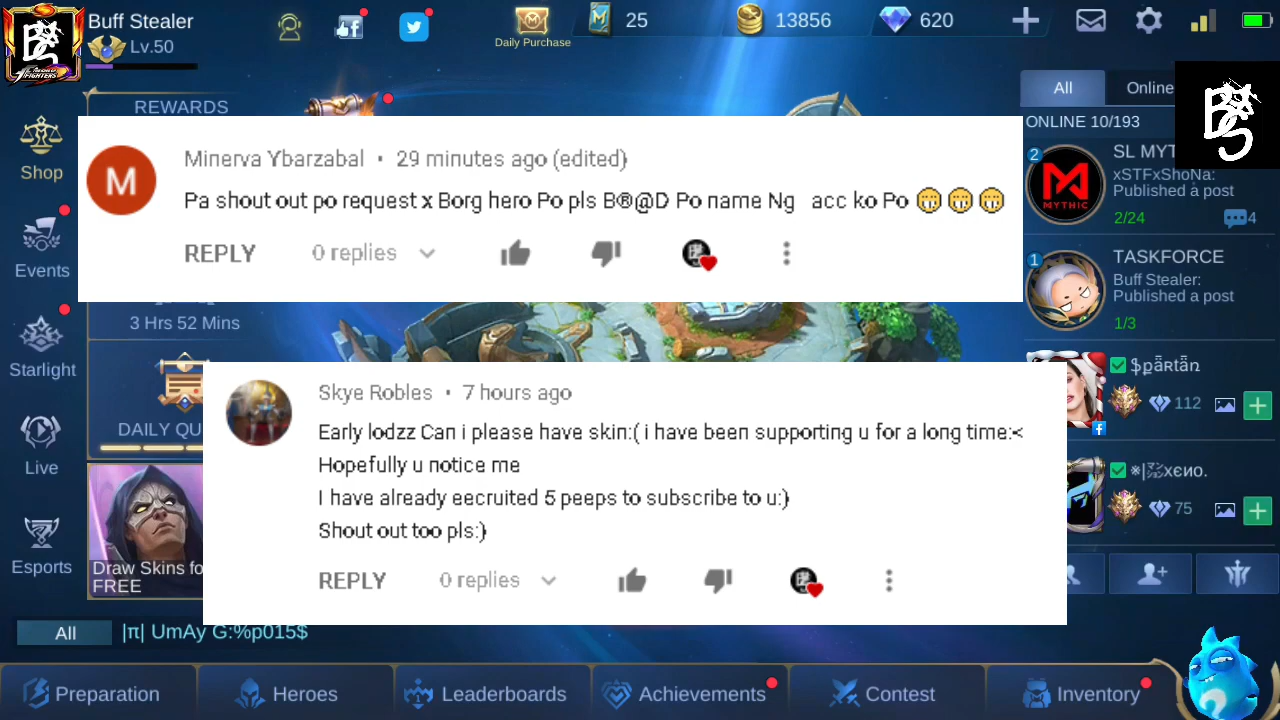 Buff Stealer
Lv.50
Daily Purchase
25
13856
620
REWARDS
All
Online
ONLINE 10/193
Shop
Minerva Ybarzabal • 29 minutes ago (edited)
Pa shout out po request x Borg hero Po pls B®@D Po name Ng acc ko Po 😁😁😁
REPLY 0 replies
2
SL MYT
xSTFxShoNa:
Published a post
2/24
4
MYTHIC
Events
3 Hrs 52 Mins
1
TASKFORCE
Buff Stealer:
Published a post
1/3
Starlight
DAILY QU
Skye Robles • 7 hours ago
Early lodzz Can i please have skin:( i have been supporting u for a long time:<
Hopefully u notice me
I have already eecruited 5 peeps to subscribe to u:)
Shout out too pls:)
REPLY 0 replies
112
75
Live
Esports
Draw Skins fo
FREE
All
|π| UmAy G:%p015$
Preparation
Heroes
Leaderboards
Achievements
Contest
Inventory